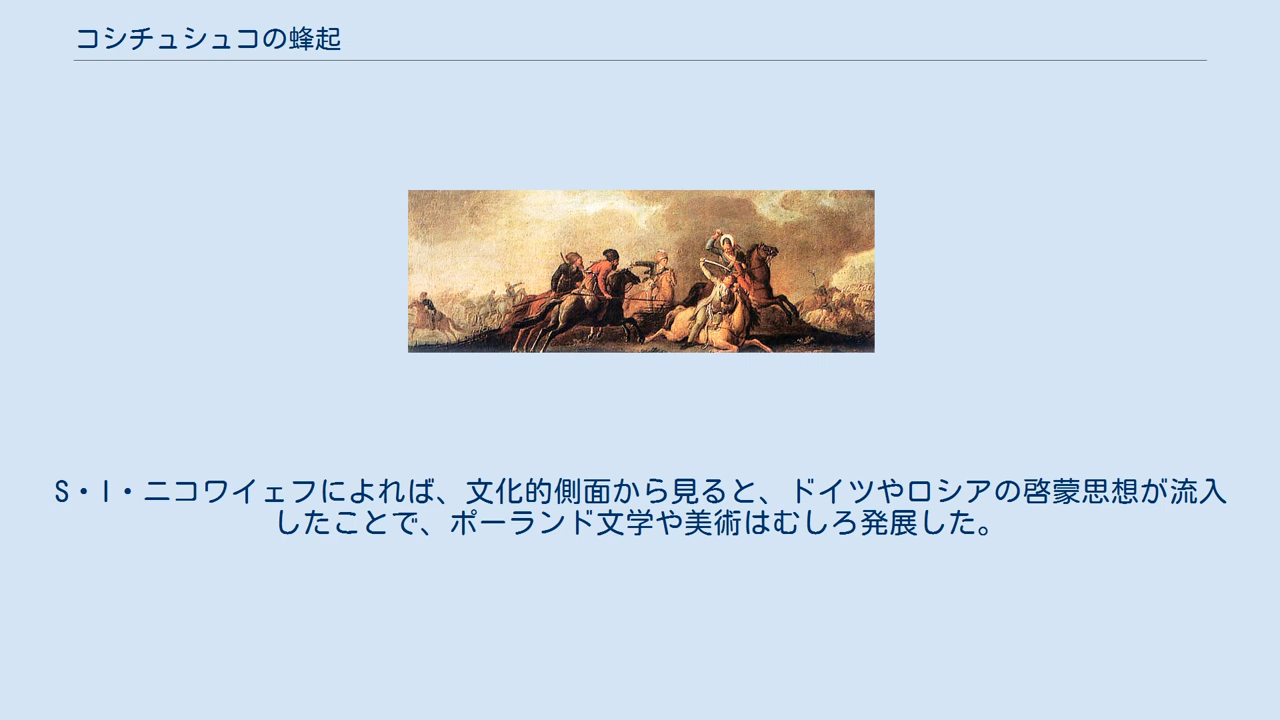 コシチュシュコの蜂起
S・I・ニコワイェフによれば、文化的側面から見ると、ドイツやロシアの啓蒙思想が流入
したことで、ポーランド文学や美術はむしろ発展した。